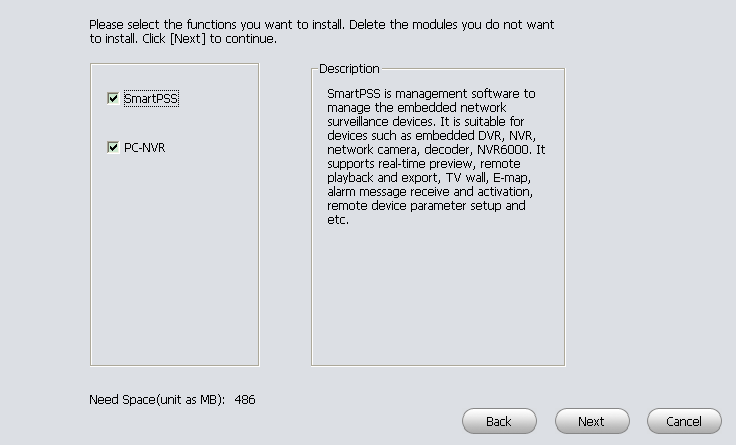 Please select the functions you want to install. Delete the modules you do not want
to install. Click [Next] to continue.
SmartPSS
PC-NVR
Description
SmartPSS is management software to
manage the embedded network
surveillance devices. It is suitable for
devices such as embedded DVR, NVR,
network camera, decoder, NVR6000. It
supports real-time preview, remote
playback and export, TV wall, E-map,
alarm message receive and activation,
remote device parameter setup and
etc.
Need Space(unit as MB): 486
Back
Next
Cancel